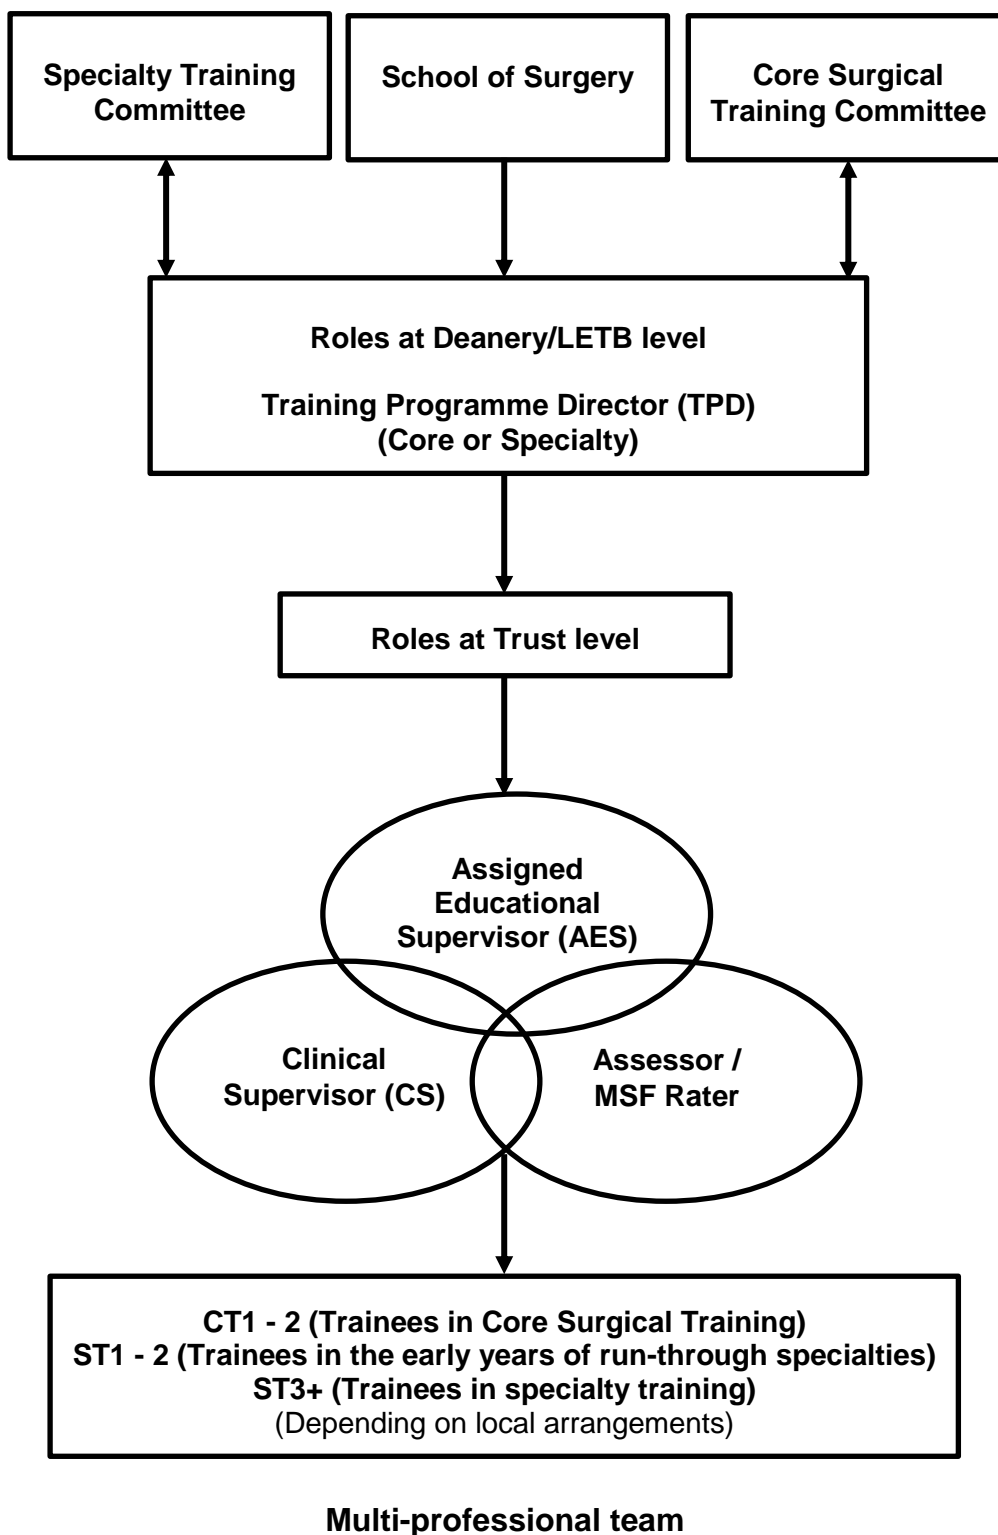 Specialty Training
Committee
School of Surgery
Core Surgical
Training Committee
Roles at Deanery/LETB level
Training Programme Director (TPD)
(Core or Specialty)
Roles at Trust level
Assigned
Educational
Supervisor (AES)
Clinical
Supervisor (CS)
Assessor /
MSF Rater
CT1 - 2 (Trainees in Core Surgical Training)
ST1 - 2 (Trainees in the early years of run-through specialties)
ST3+ (Trainees in specialty training)
(Depending on local arrangements)
Multi-professional team